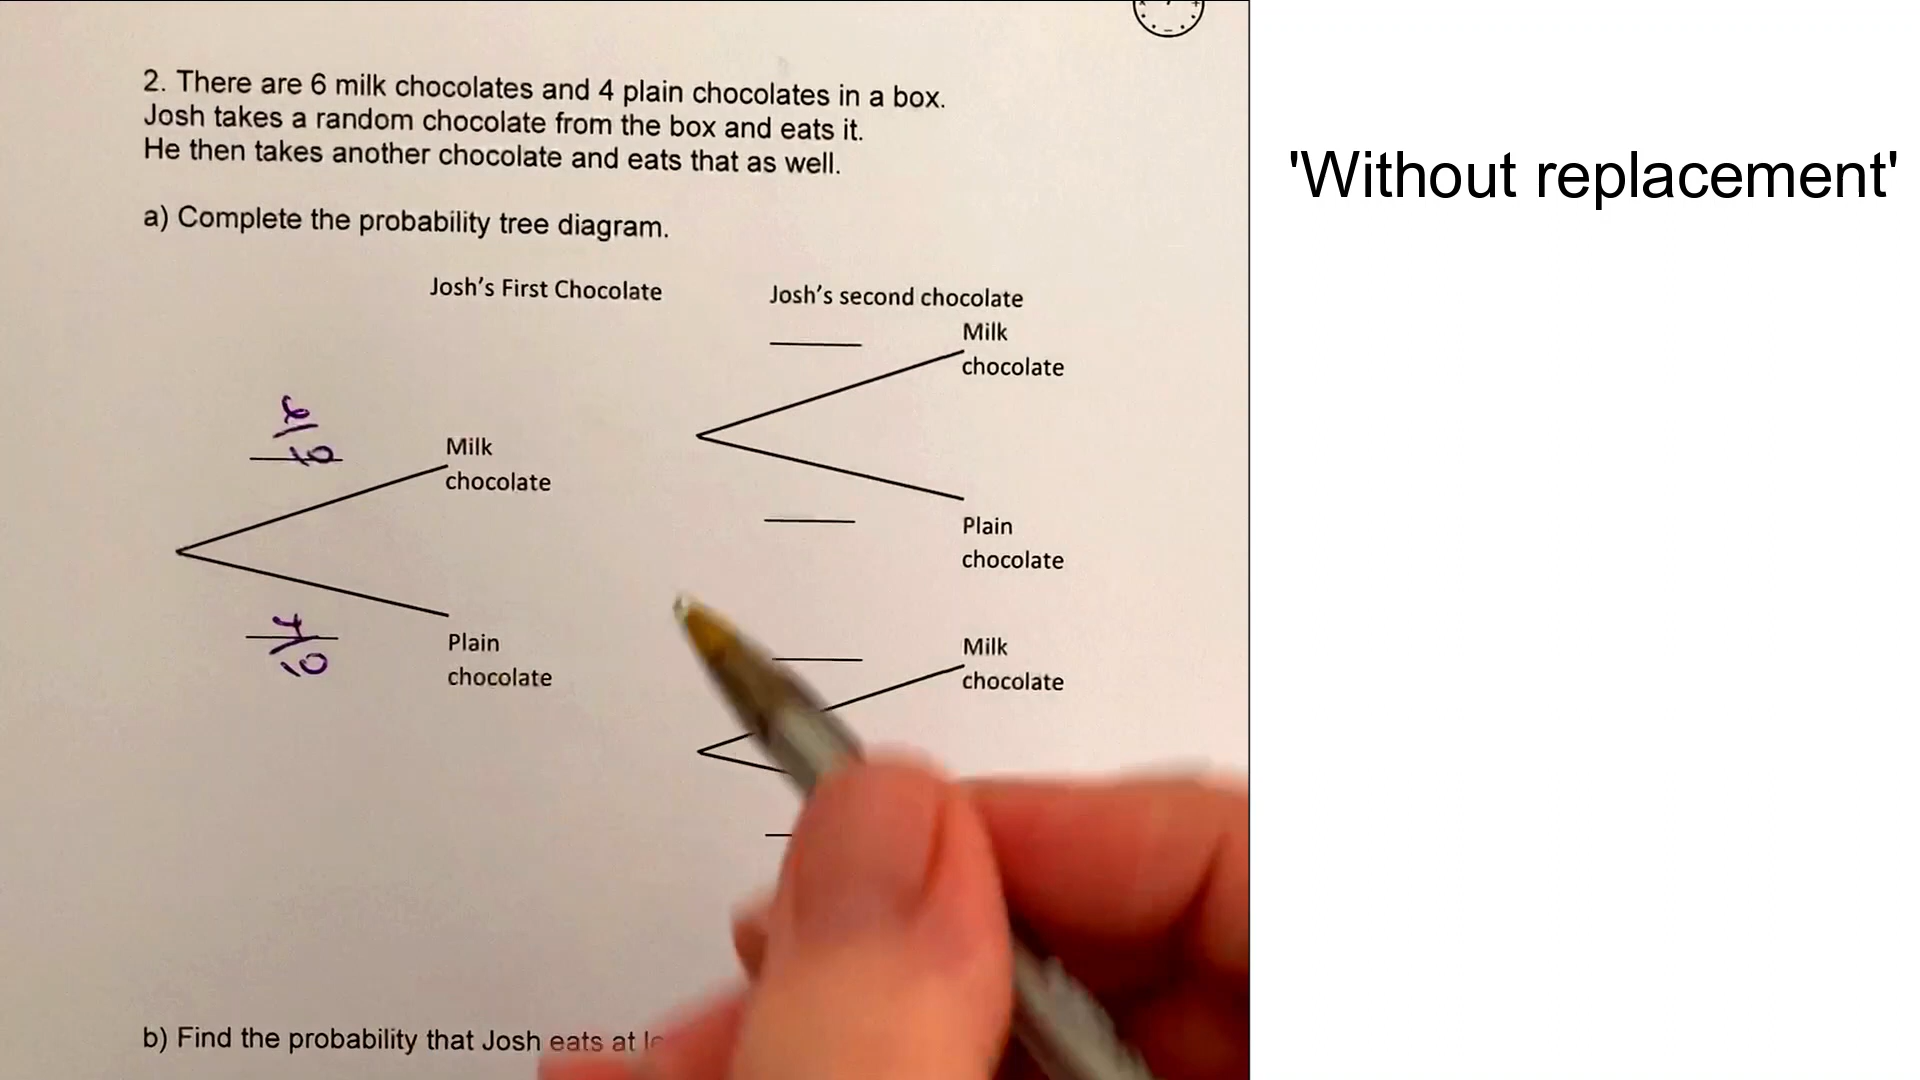 2. There are 6 milk chocolates and 4 plain chocolates in a box.
Josh takes a random chocolate from the box and eats it.
He then takes another chocolate and eats that as well.
'Without replacement'
a) Complete the probability tree diagram.
Josh's First Chocolate
Josh's second chocolate
Milk
chocolate
6/10
Milk
chocolate
Plain
chocolate
4/10
Plain
chocolate
Milk
chocolate
b) Find the probability that Josh eats at